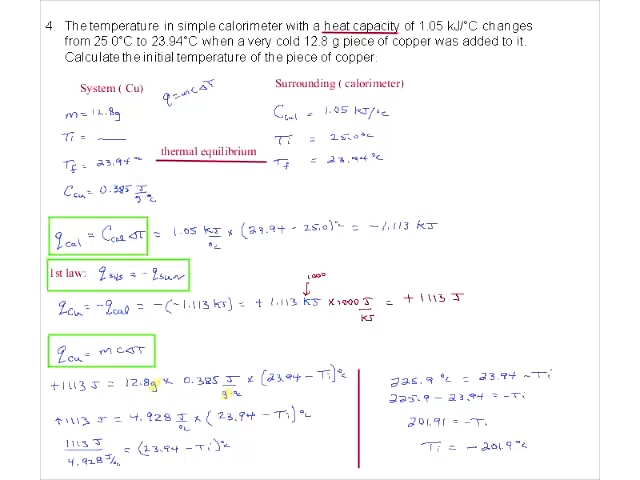 4. The temperature in simple calorimeter with a heat capacity of 1.05 kJ/°C changes
from 25.0°C to 23.94°C when a very cold 12.8 g piece of copper was added to it.
Calculate the initial temperature of the piece of copper.
System ( Cu)
q=mcΔT
Surrounding ( calorimeter)
m=12.8g
Ti = ___
Tf = 23.94 °C
Ccu= 0.385 J/g·°C
thermal equilibrium
Ccal = 1.05 KJ/°C
Ti = 25.0°C
Tf = 23.94°C
qcal = Ccal ΔT = 1.05 KJ/°C × (23.94 - 25.0)°C = -1.113 KJ
1st law: qsys = -qsurr
1000
qcu = -qcal = -(-1.113 KJ) = +1.113 KJ × 1000 J/KJ = +1113 J
qcu = mcΔT
+1113 J = 12.8g × 0.385 J/g·°C × (23.94 - Ti)°C
+1113 J = 4.928 J/°C × (23.94 - Ti)°C
1113 J / 4.928 J/°C = (23.94 - Ti)°C
225.9 °C = 23.94 - Ti
225.9 - 23.94 = -Ti
201.91 = -Ti
Ti = -201.9°C